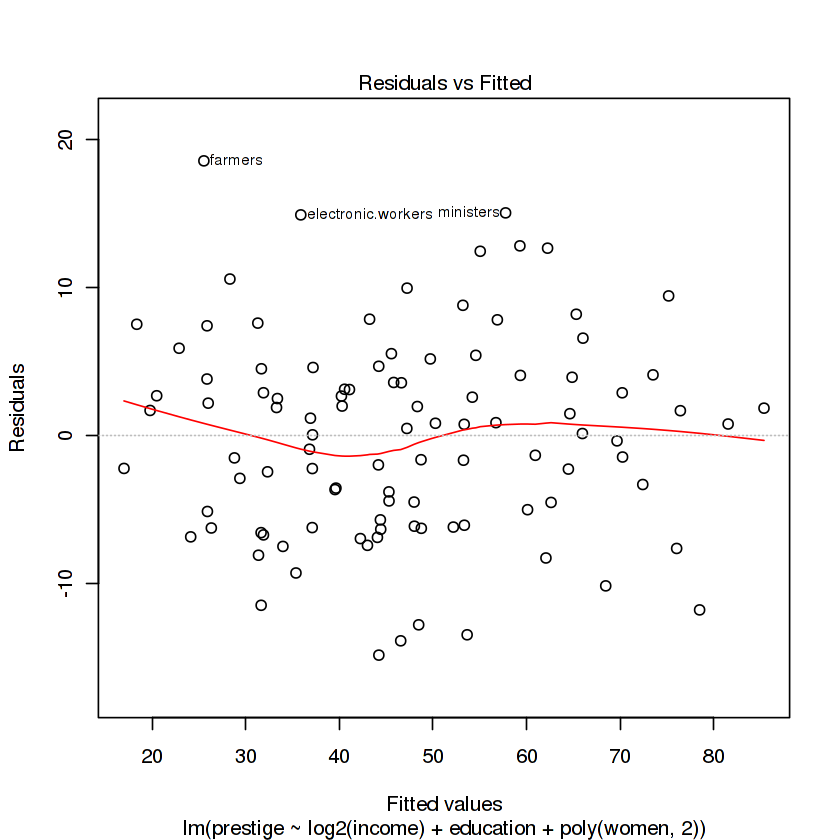 Residuals vs Fitted
20
10
0
-10
Residuals
farmers
electronic.workers
ministers
20 30 40 50 60 70 80
Fitted values
lm(prestige ~ log2(income) + education + poly(women, 2))